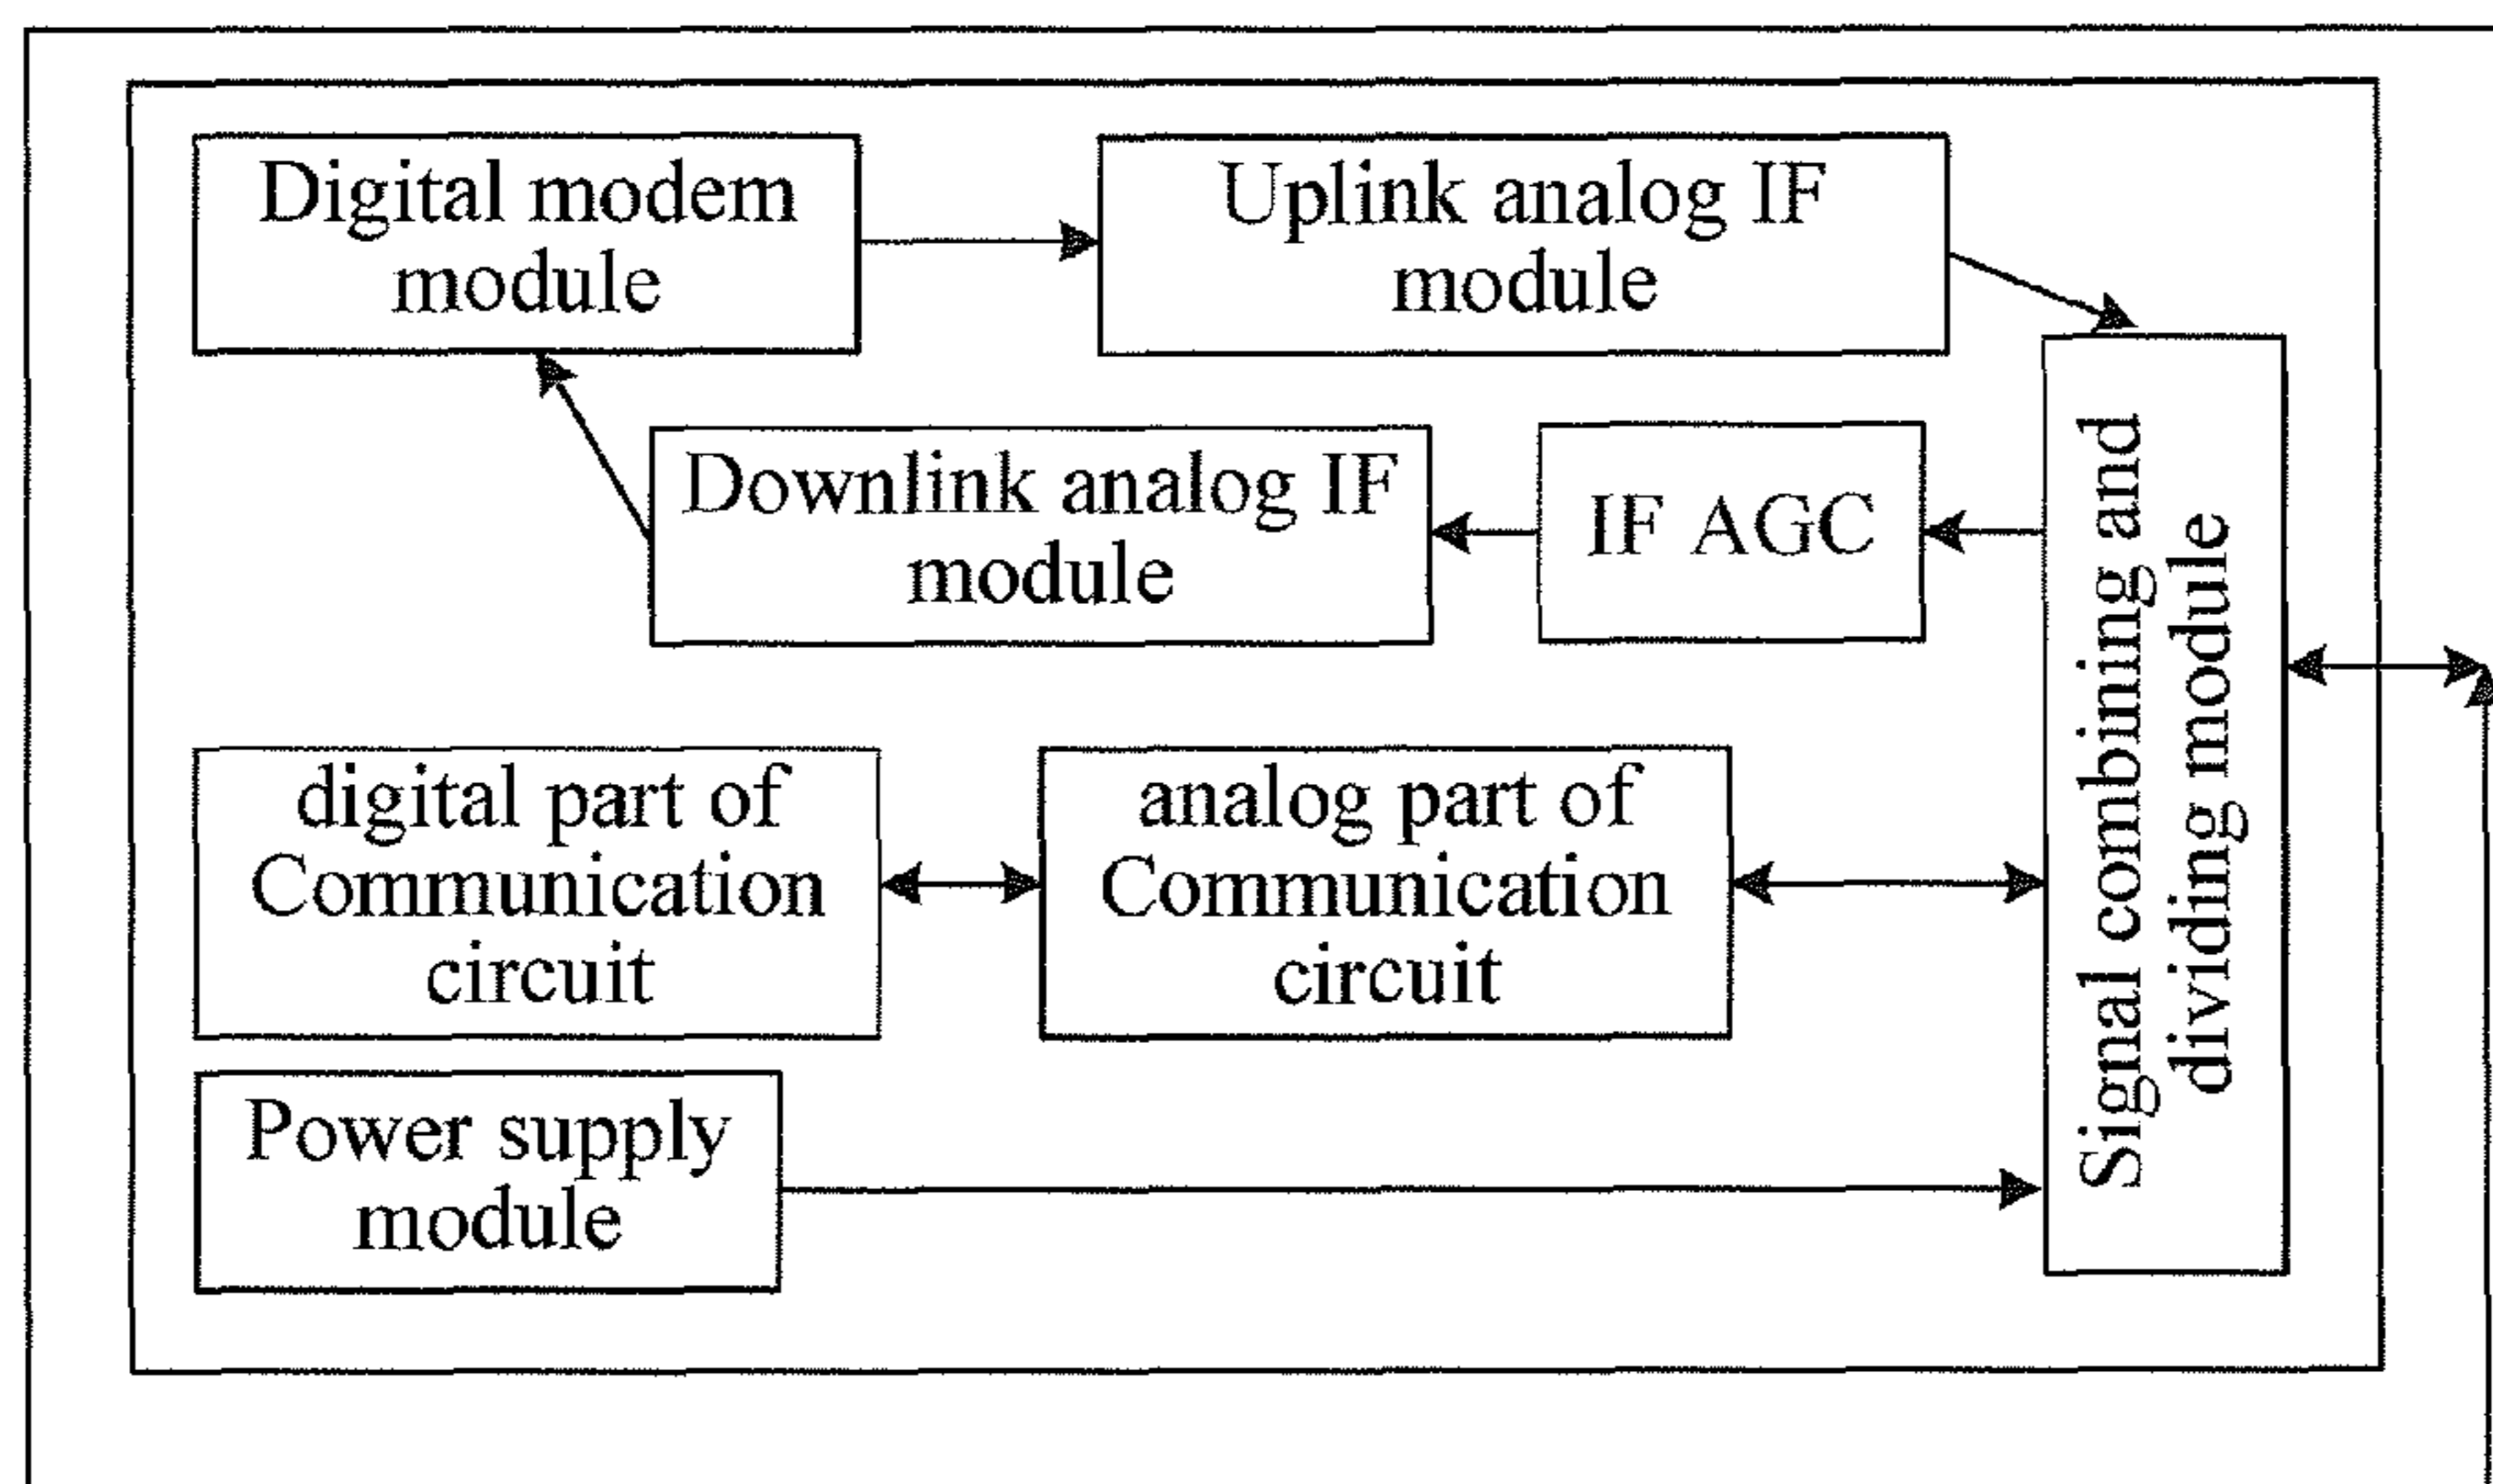 Digital modem
module
Uplink analog IF
module
Downlink analog IF
module
IF AGC
Signal combining and
dividing module
digital part of
Communication
circuit
analog part of
Communication
circuit
Power supply
module